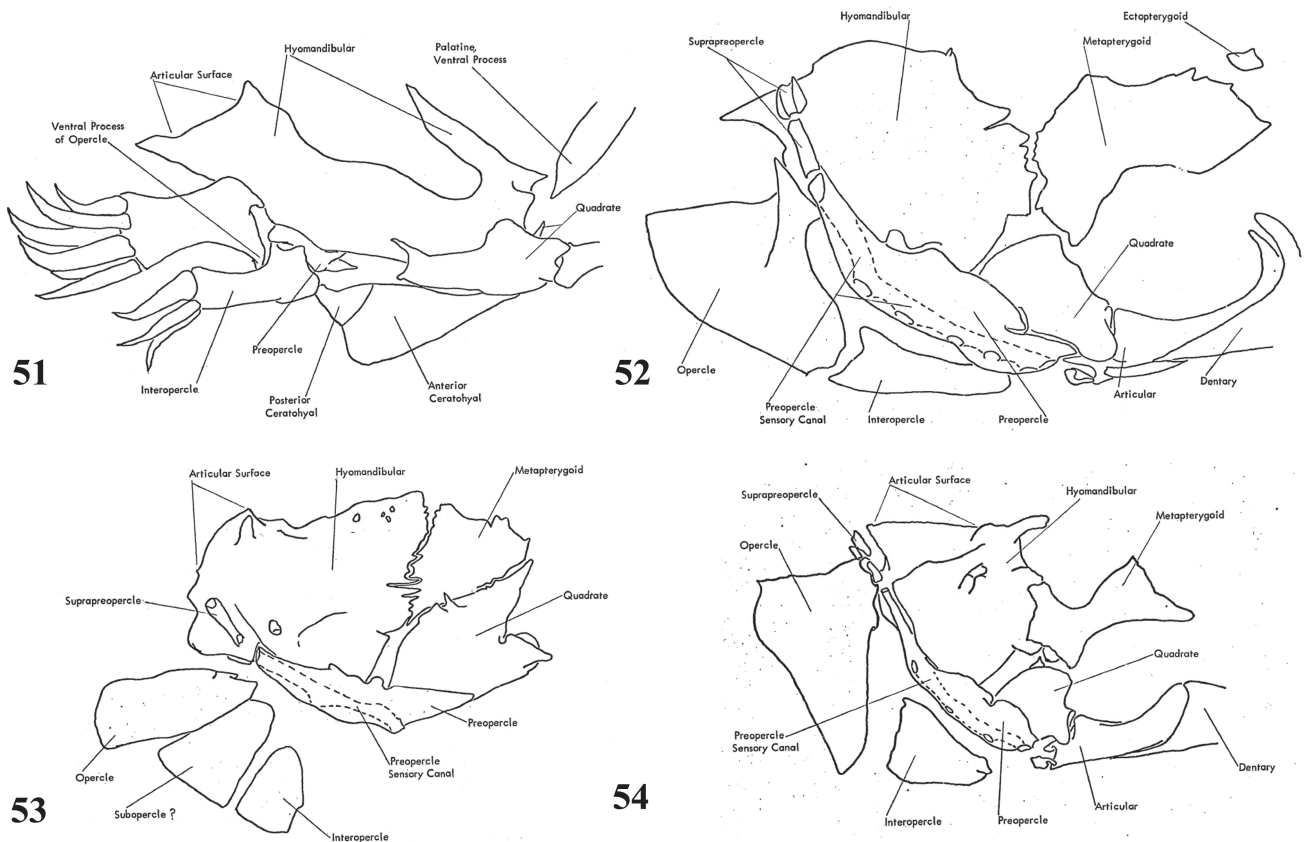 Hyomandibular
Palatine,
Ventral Process
Articular Surface
Ventral Process
of Opercle
Quadrate
Preopercle
Interopercle
Posterior
Ceratohyal
Anterior
Ceratohyal
51
Hyomandibular
Ectopterygoid
Suprapreopercle
Metapterygoid
Quadrate
Opercle
Preopercle
Sensory Canal
Interopercle
Preopercle
Articular
Dentary
52
Articular Surface
Hyomandibular
Metapterygoid
Suprapreopercle
Quadrate
Preopercle
Preopercle
Sensory Canal
Opercle
Subopercle ?
Interopercle
53
Articular Surface
Suprapreopercle
Hyomandibular
Opercle
Metapterygoid
Quadrate
Preopercle
Sensory Canal
Dentary
Articular
Interopercle
Preopercle
54